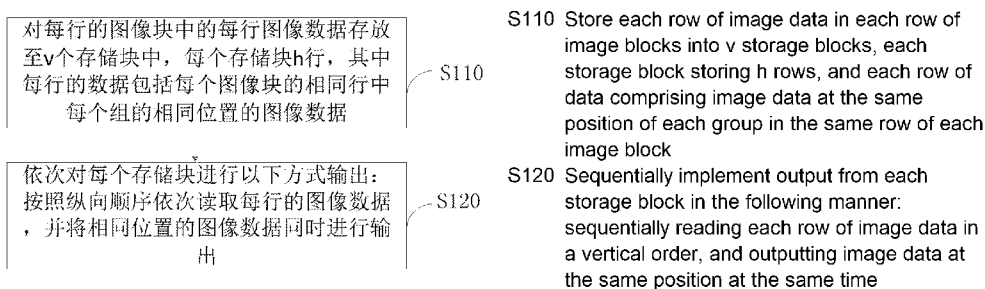 对每行的图像块中的每行图像数据存放
至v个存储块中，每个存储块h行，其中
每行的数据包括每个图像块的相同行中
每个组的相同位置的图像数据
S110
依次对每个存储块进行以下方式输出：
按照纵向顺序依次读取每行的图像数据
，并将相同位置的图像数据同时进行输
出
S120
S110 Store each row of image data in each row of
image blocks into v storage blocks, each
storage block storing h rows, and each row of
data comprising image data at the same
position of each group in the same row of each
image block
S120 Sequentially implement output from each
storage block in the following manner:
sequentially reading each row of image data in
a vertical order, and outputting image data at
the same position at the same time